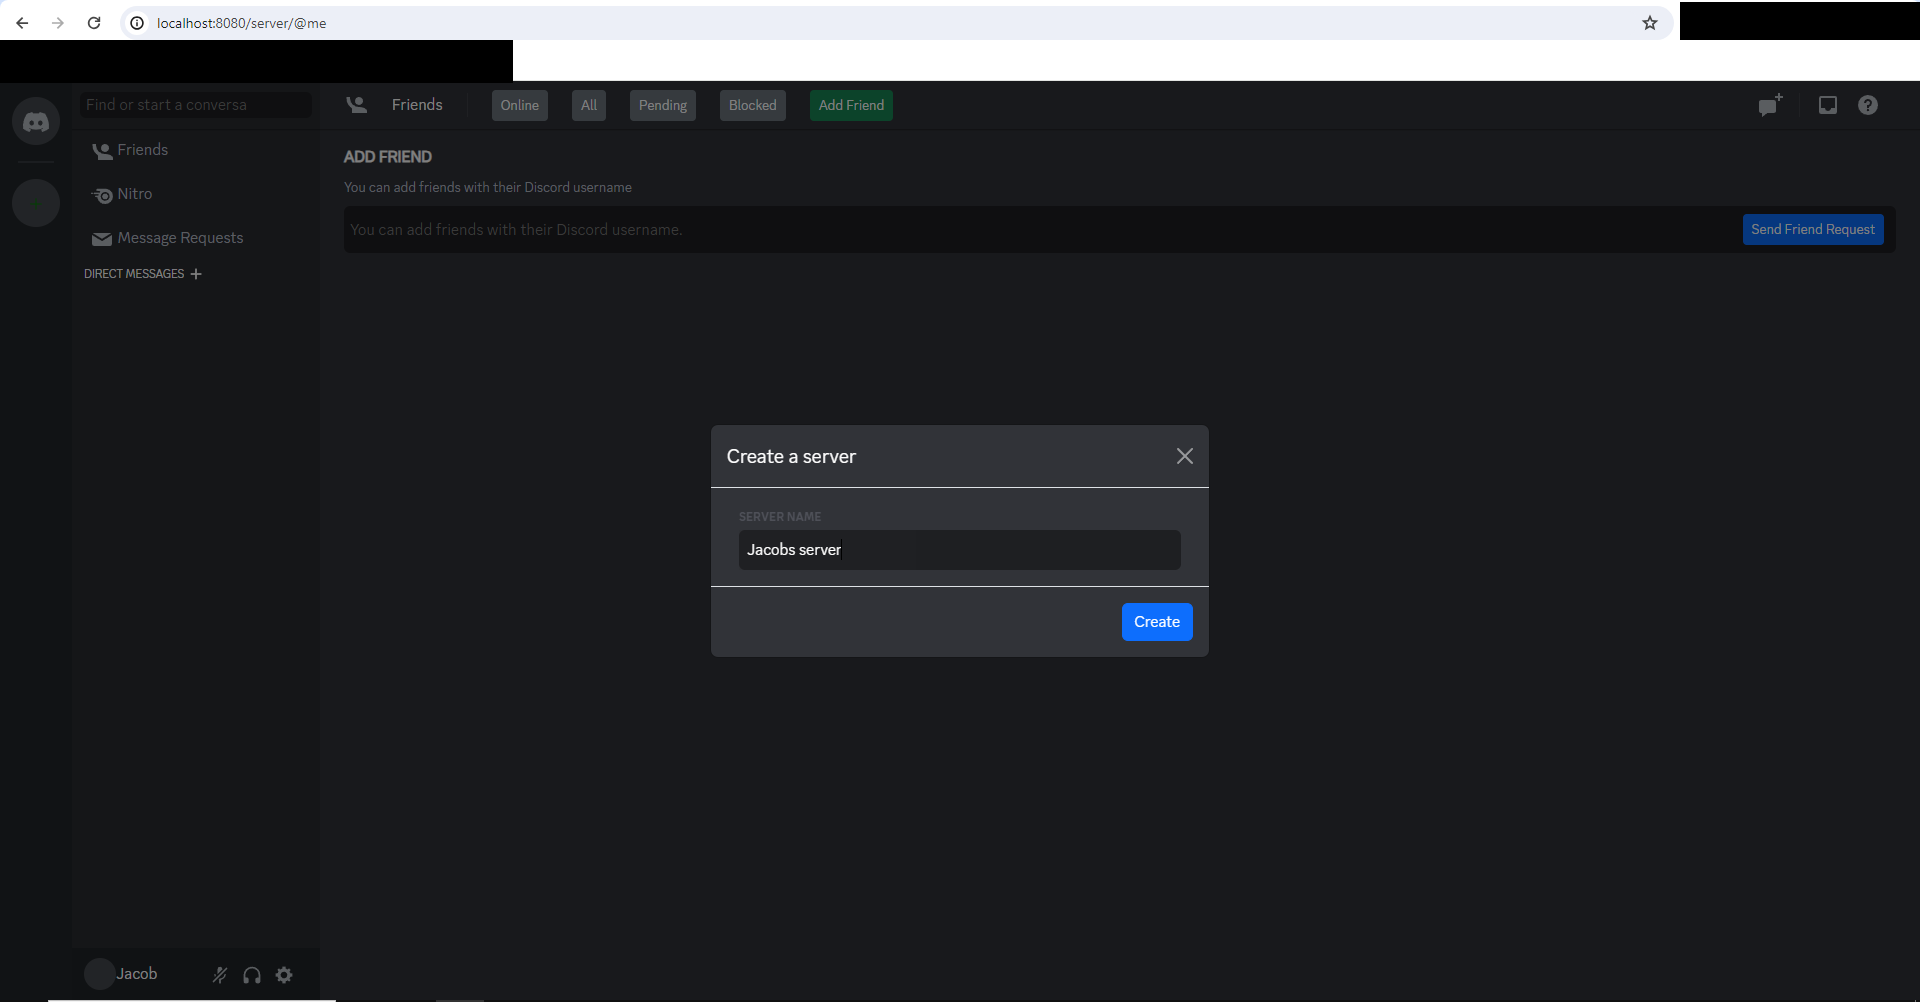 localhost:8080/server/@me
Find or start a conversa
Friends
Online
All
Pending
Blocked
Add Friend
Friends
Nitro
Message Requests
DIRECT MESSAGES
ADD FRIEND
You can add friends with their Discord username
You can add friends with their Discord username.
Send Friend Request
Create a server
SERVER NAME
Jacobs server
Create
Jacob